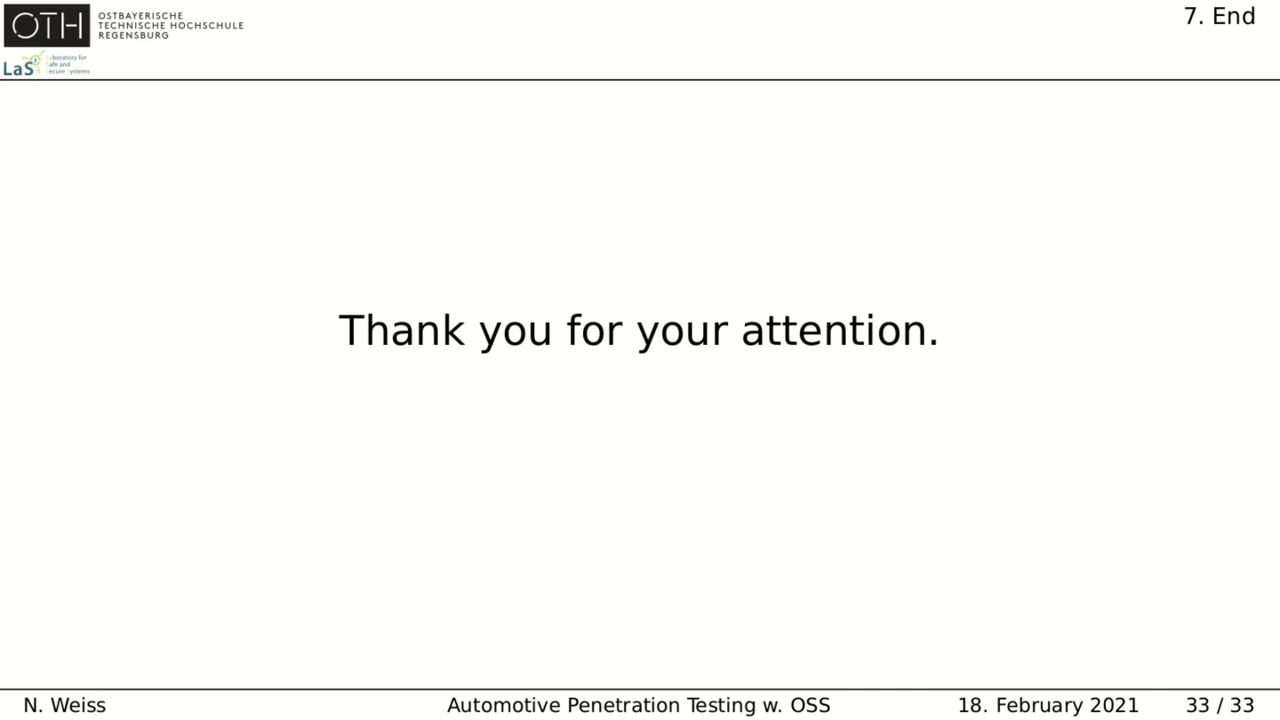 OTH
OSTBAYERISCHE
TECHNISCHE HOCHSCHULE
REGENSBURG
LaS³
Laboratory for
Safe and
Secure Systems
7. End
Thank you for your attention.
N. Weiss
Automotive Penetration Testing w. OSS
18. February 2021
33 / 33